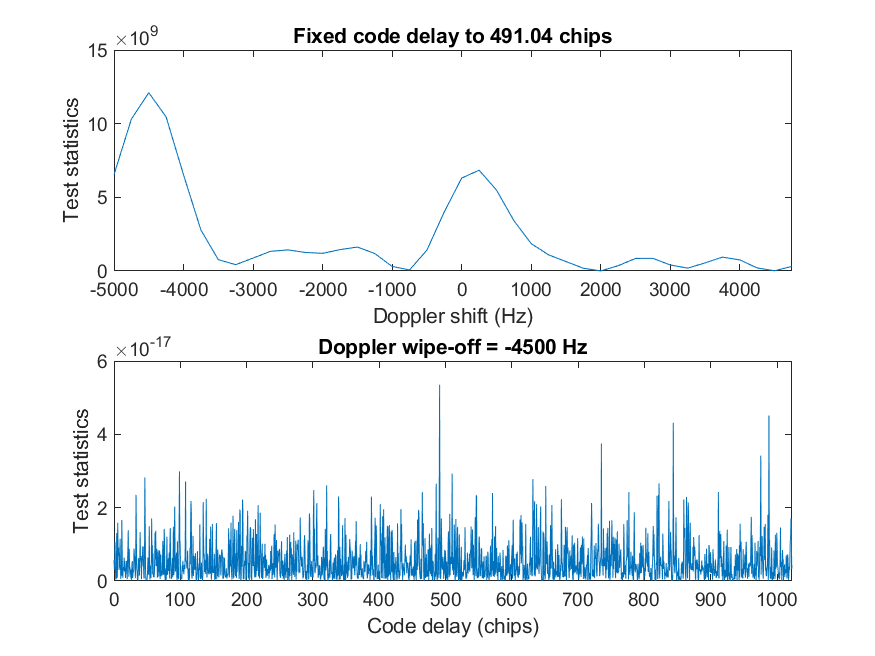 Fixed code delay to 491.04 chips
×10^9
15
10
5
0
Test statistics
-5000 -4000 -3000 -2000 -1000 0 1000 2000 3000 4000
Doppler shift (Hz)
Doppler wipe-off = -4500 Hz
×10^-17
6
4
2
0
Test statistics
0 100 200 300 400 500 600 700 800 900 1000
Code delay (chips)